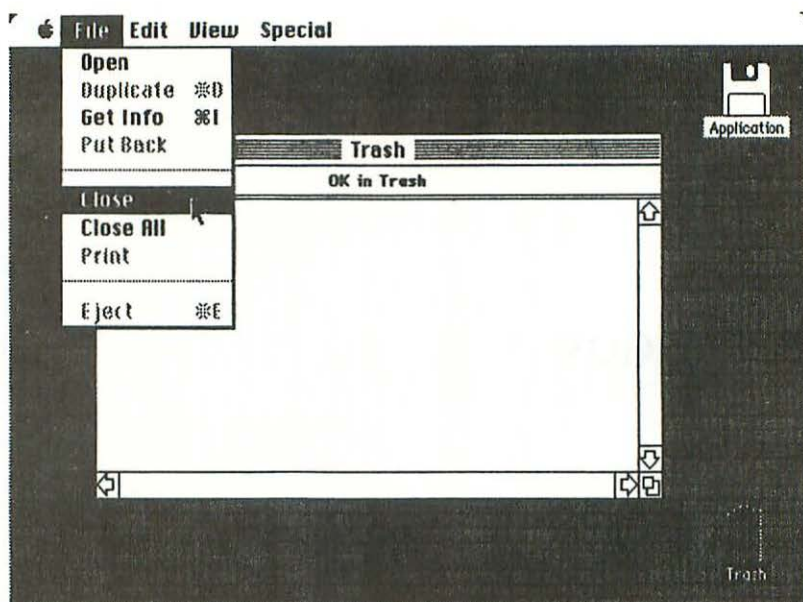 File Edit View Special
Open
Duplicate ⌘D
Get Info ⌘I
Put Back
Close
Close All
Print
Eject ⌘E
Trash
OK in Trash
Application
Trash